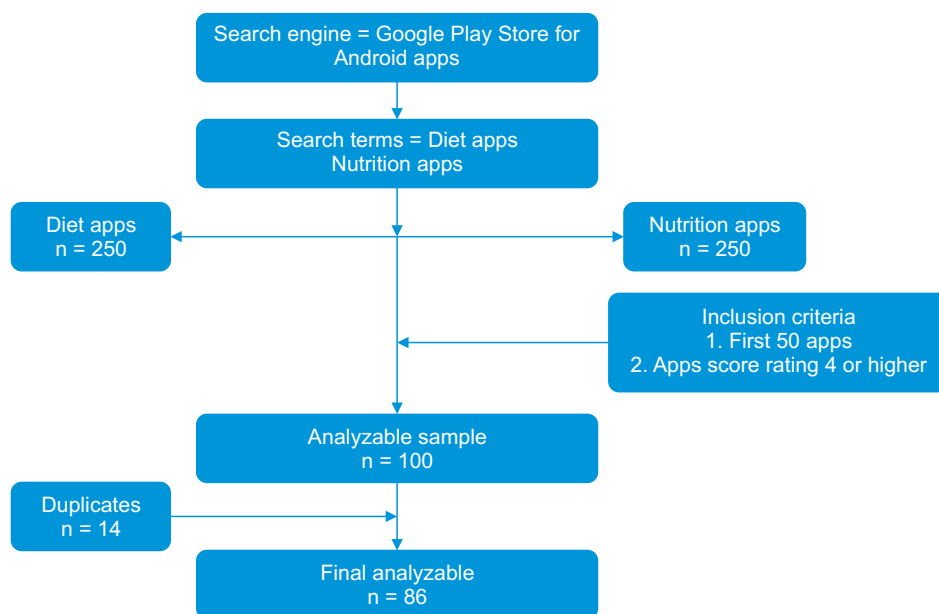 Search engine = Google Play Store for
Android apps
Search terms = Diet apps
Nutrition apps
Diet apps
n = 250
Nutrition apps
n = 250
Inclusion criteria
1. First 50 apps
2. Apps score rating 4 or higher
Analyzable sample
n = 100
Duplicates
n = 14
Final analyzable
n = 86